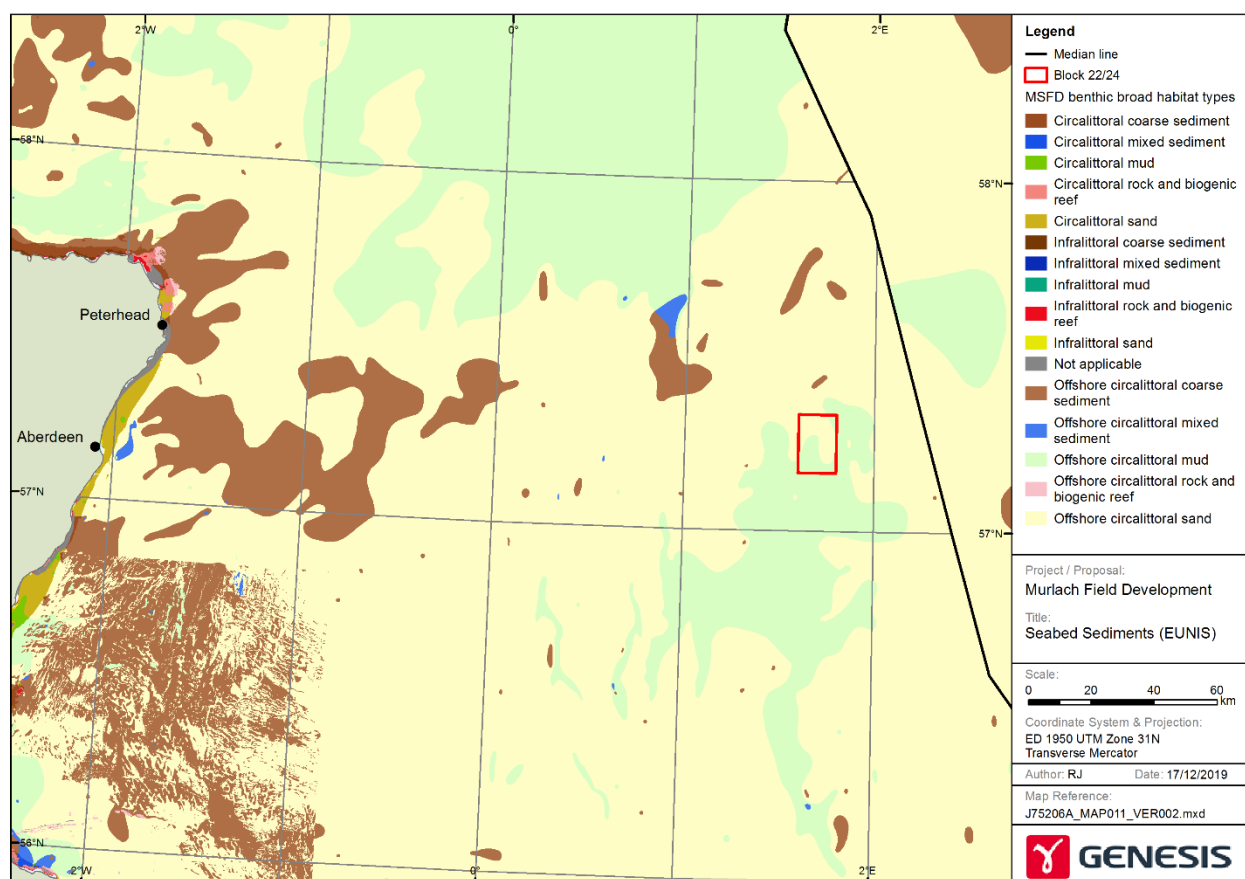 2°W
0°
2°E
58°N
58°N
Peterhead
Aberdeen
57°N
57°N
56°N
2°W
0°
2°E
Legend
Median line
Block 22/24
MSFD benthic broad habitat types
Circalittoral coarse sediment
Circalittoral mixed sediment
Circalittoral mud
Circalittoral rock and biogenic
reef
Circalittoral sand
Infralittoral coarse sediment
Infralittoral mixed sediment
Infralittoral mud
Infralittoral rock and biogenic
reef
Infralittoral sand
Not applicable
Offshore circalittoral coarse
sediment
Offshore circalittoral mixed
sediment
Offshore circalittoral mud
Offshore circalittoral rock and
biogenic reef
Offshore circalittoral sand
Project / Proposal:
Murlach Field Development
Title:
Seabed Sediments (EUNIS)
Scale:
0 20 40 60
km
Coordinate System & Projection:
ED 1950 UTM Zone 31N
Transverse Mercator
Author: RJ Date: 17/12/2019
Map Reference:
J75206A_MAP011_VER002.mxd
GENESIS